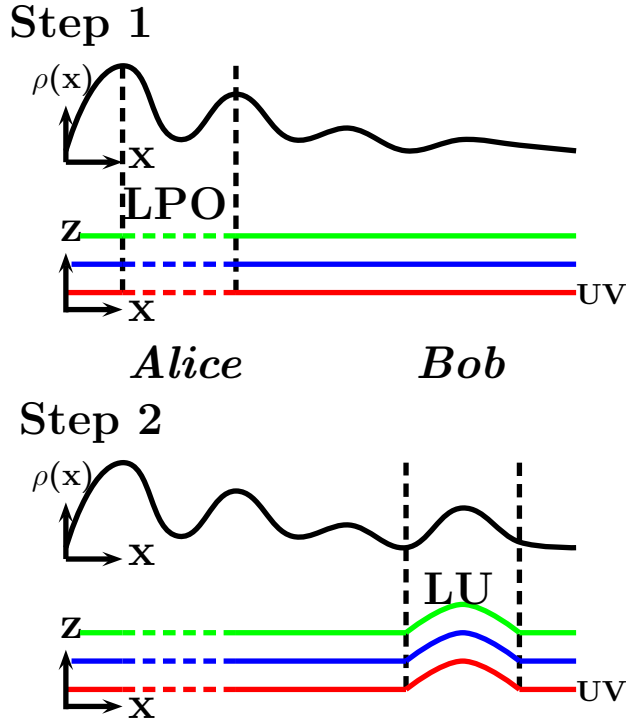 Step 1
ρ(x)
x
LPO
z
UV
x
Alice Bob
Step 2
ρ(x)
x
LU
z
UV
x